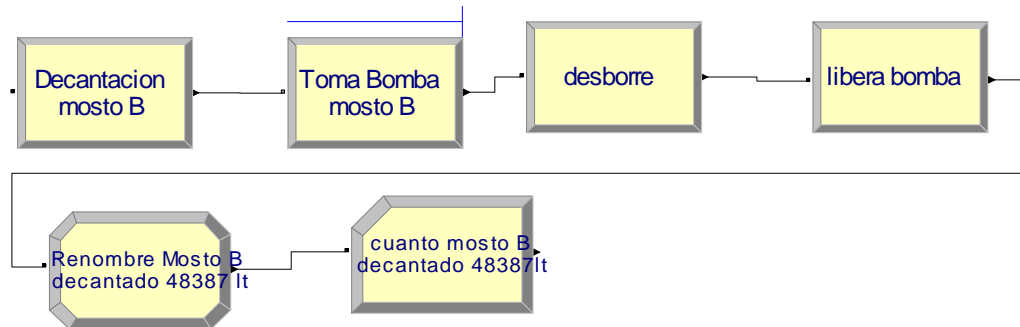 Decantacion
mosto B
Toma Bomba
mosto B
desborre
libera bomba
Renombre Mosto B
decantado 48387 lt
cuanto mosto B
decantado 48387lt